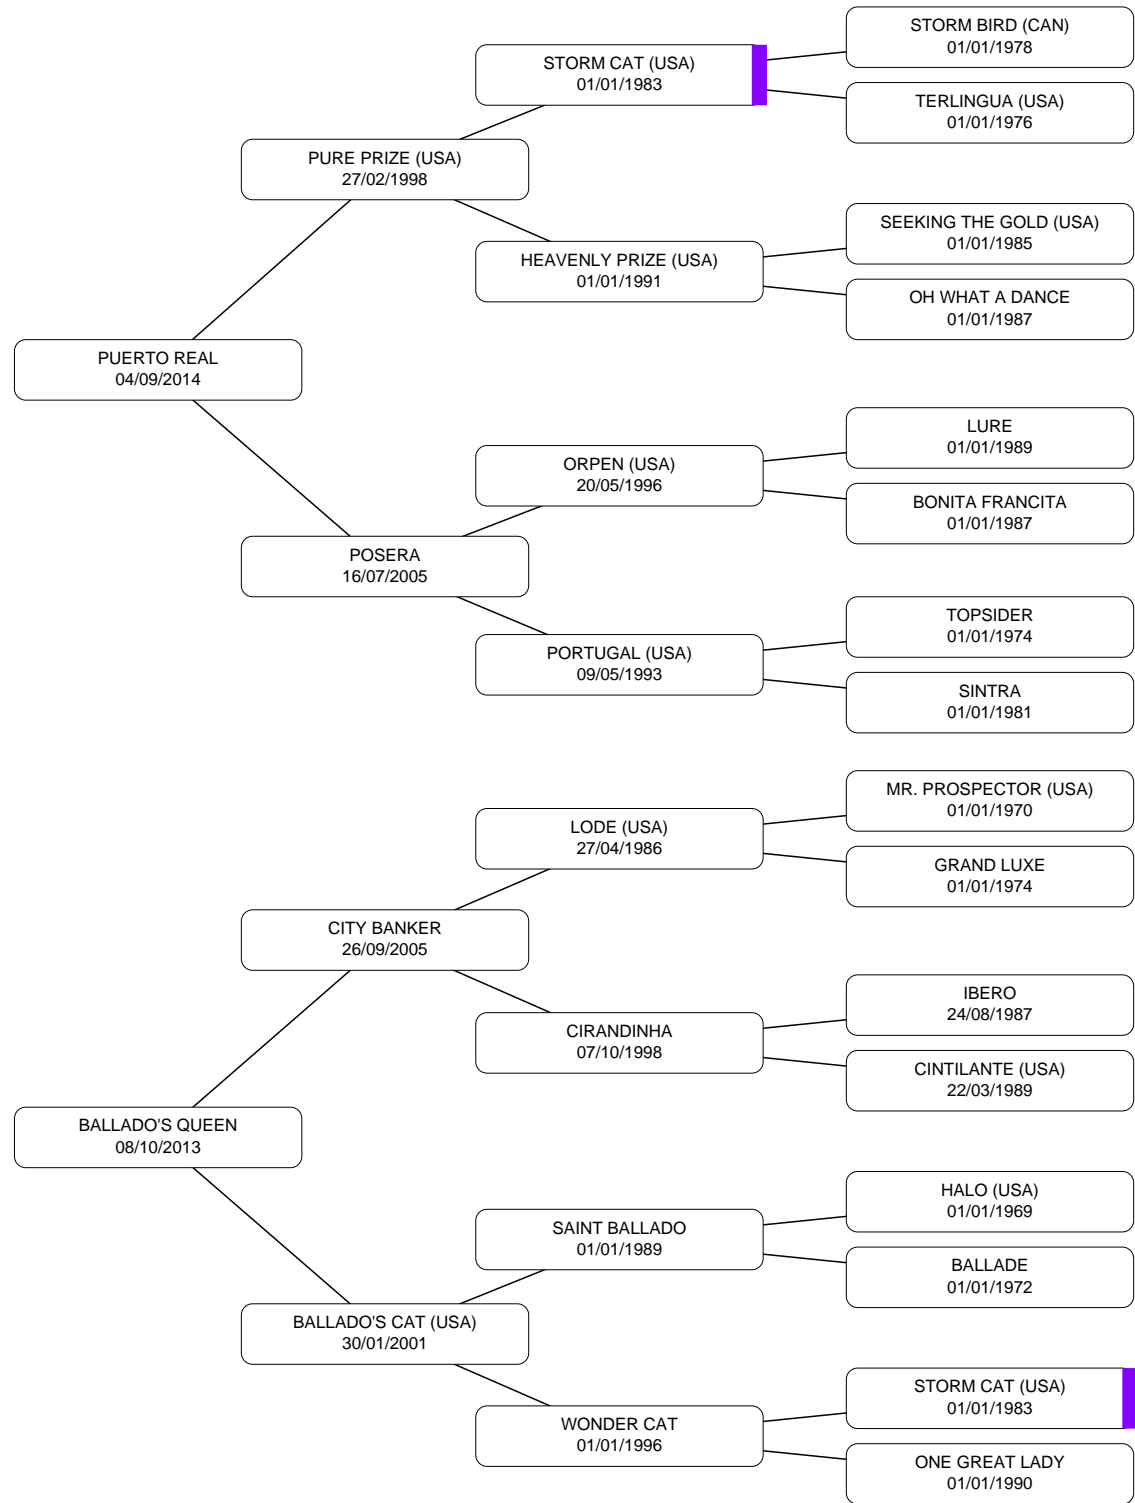 STORM BIRD (CAN)
01/01/1978
STORM CAT (USA)
01/01/1983
TERLINGUA (USA)
01/01/1976
PURE PRIZE (USA)
27/02/1998
SEEKING THE GOLD (USA)
01/01/1985
HEAVENLY PRIZE (USA)
01/01/1991
OH WHAT A DANCE
01/01/1987
PUERTO REAL
04/09/2014
LURE
01/01/1989
ORPEN (USA)
20/05/1996
BONITA FRANCITA
01/01/1987
POSERA
16/07/2005
TOPSIDER
01/01/1974
PORTUGAL (USA)
09/05/1993
SINTRA
01/01/1981
MR. PROSPECTOR (USA)
01/01/1970
LODE (USA)
27/04/1986
GRAND LUXE
01/01/1974
CITY BANKER
26/09/2005
IBERO
24/08/1987
CIRANDINHA
07/10/1998
CINTILANTE (USA)
22/03/1989
BALLADO'S QUEEN
08/10/2013
HALO (USA)
01/01/1969
SAINT BALLADO
01/01/1989
BALLADE
01/01/1972
BALLADO'S CAT (USA)
30/01/2001
STORM CAT (USA)
01/01/1983
WONDER CAT
01/01/1996
ONE GREAT LADY
01/01/1990